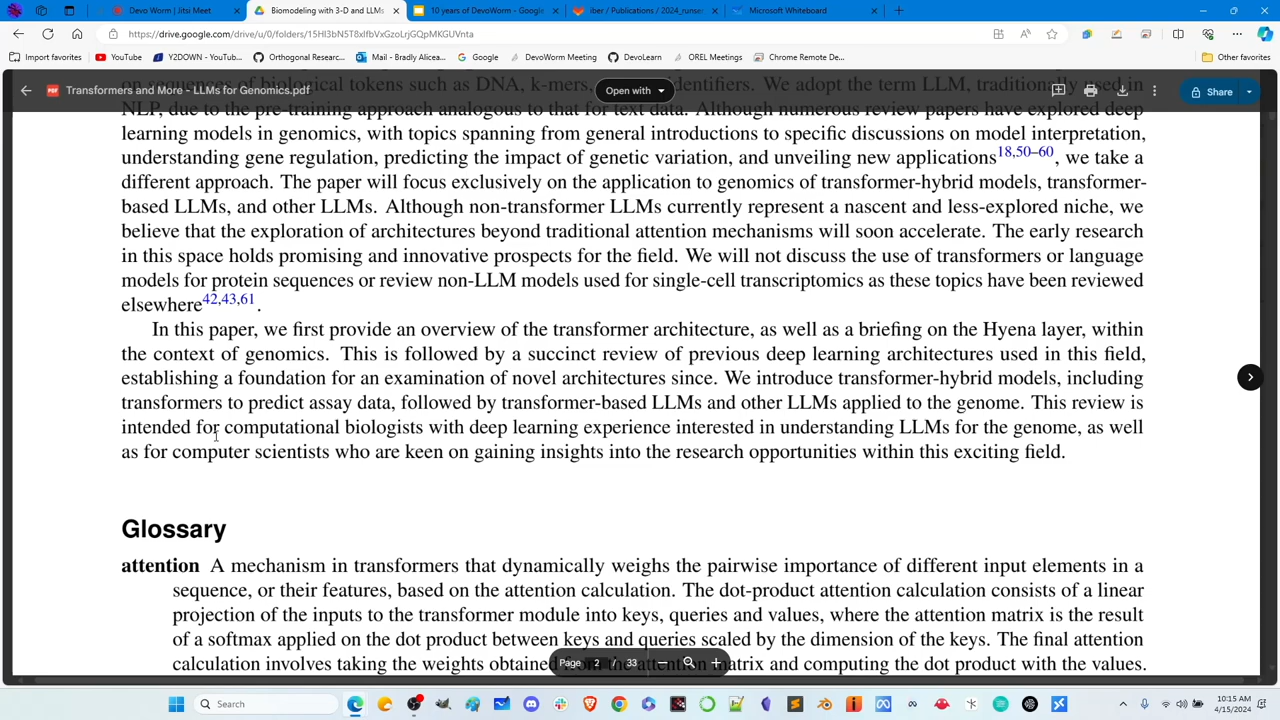 Devo Worm | Jitsi Meet
Biomodeling with 3-D and LLMs
10 years of DevoWorm - Google
iber / Publications / 2024_runser
Microsoft Whiteboard
https://drive.google.com/drive/u/0/folders/15HI3bN5T8xIfbVxGzoLrjGQpMKGUVnta
Import favorites
YouTube
Y2DOWN - YouTub...
Orthogonal Researc...
Mail - Bradly Alicea...
Google
DevoWorm Meeting
DevoLearn
OREL Meetings
Chrome Remote De...
Other favorites
Transformers and More - LLMs for Genomics.pdf
Open with
Share
of biological tokens such as DNA, k-mers, identifiers. We adopt the term LLM, traditionally used in
NLP, due to the pre-training approach analogous to that for text data. Although numerous review papers have explored deep
learning models in genomics, with topics spanning from general introductions to specific discussions on model interpretation,
understanding gene regulation, predicting the impact of genetic variation, and unveiling new applications18,50–60, we take a
different approach. The paper will focus exclusively on the application to genomics of transformer-hybrid models, transformer-
based LLMs, and other LLMs. Although non-transformer LLMs currently represent a nascent and less-explored niche, we
believe that the exploration of architectures beyond traditional attention mechanisms will soon accelerate. The early research
in this space holds promising and innovative prospects for the field. We will not discuss the use of transformers or language
models for protein sequences or review non-LLM models used for single-cell transcriptomics as these topics have been reviewed
elsewhere42,43,61.
In this paper, we first provide an overview of the transformer architecture, as well as a briefing on the Hyena layer, within
the context of genomics. This is followed by a succinct review of previous deep learning architectures used in this field,
establishing a foundation for an examination of novel architectures since. We introduce transformer-hybrid models, including
transformers to predict assay data, followed by transformer-based LLMs and other LLMs applied to the genome. This review is
intended for computational biologists with deep learning experience interested in understanding LLMs for the genome, as well
as for computer scientists who are keen on gaining insights into the research opportunities within this exciting field.
Glossary
attention A mechanism in transformers that dynamically weighs the pairwise importance of different input elements in a
sequence, or their features, based on the attention calculation. The dot-product attention calculation consists of a linear
projection of the inputs to the transformer module into keys, queries and values, where the attention matrix is the result
of a softmax applied on the dot product between keys and queries scaled by the dimension of the keys. The final attention
calculation involves taking the weights obtained from the attention matrix and computing the dot product with the values.
Page 2 / 33
Search
10:15 AM
4/15/2024